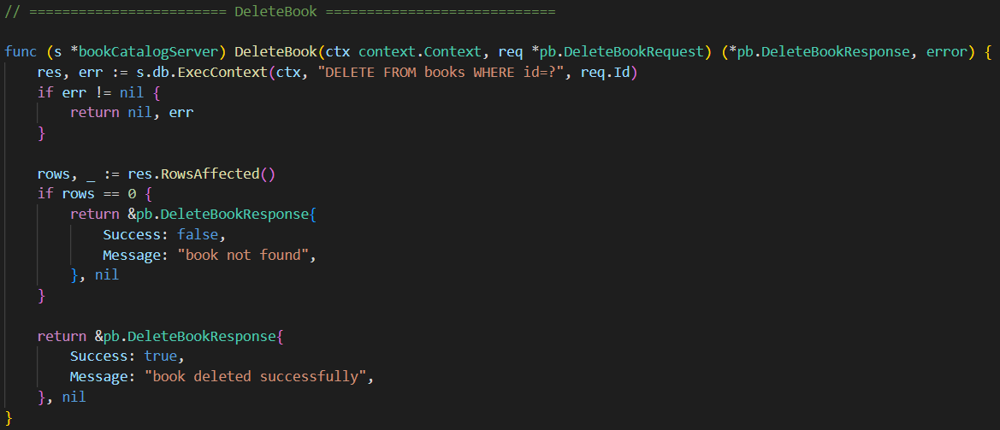 // ======================== DeleteBook ============================
func (s *bookCatalogServer) DeleteBook(ctx context.Context, req *pb.DeleteBookRequest) (*pb.DeleteBookResponse, error) {
    res, err := s.db.ExecContext(ctx, "DELETE FROM books WHERE id=?", req.Id)
    if err != nil {
        return nil, err
    }
    rows, _ := res.RowsAffected()
    if rows == 0 {
        return &pb.DeleteBookResponse{
            Success: false,
            Message: "book not found",
        }, nil
    }
    return &pb.DeleteBookResponse{
        Success: true,
        Message: "book deleted successfully",
    }, nil
}